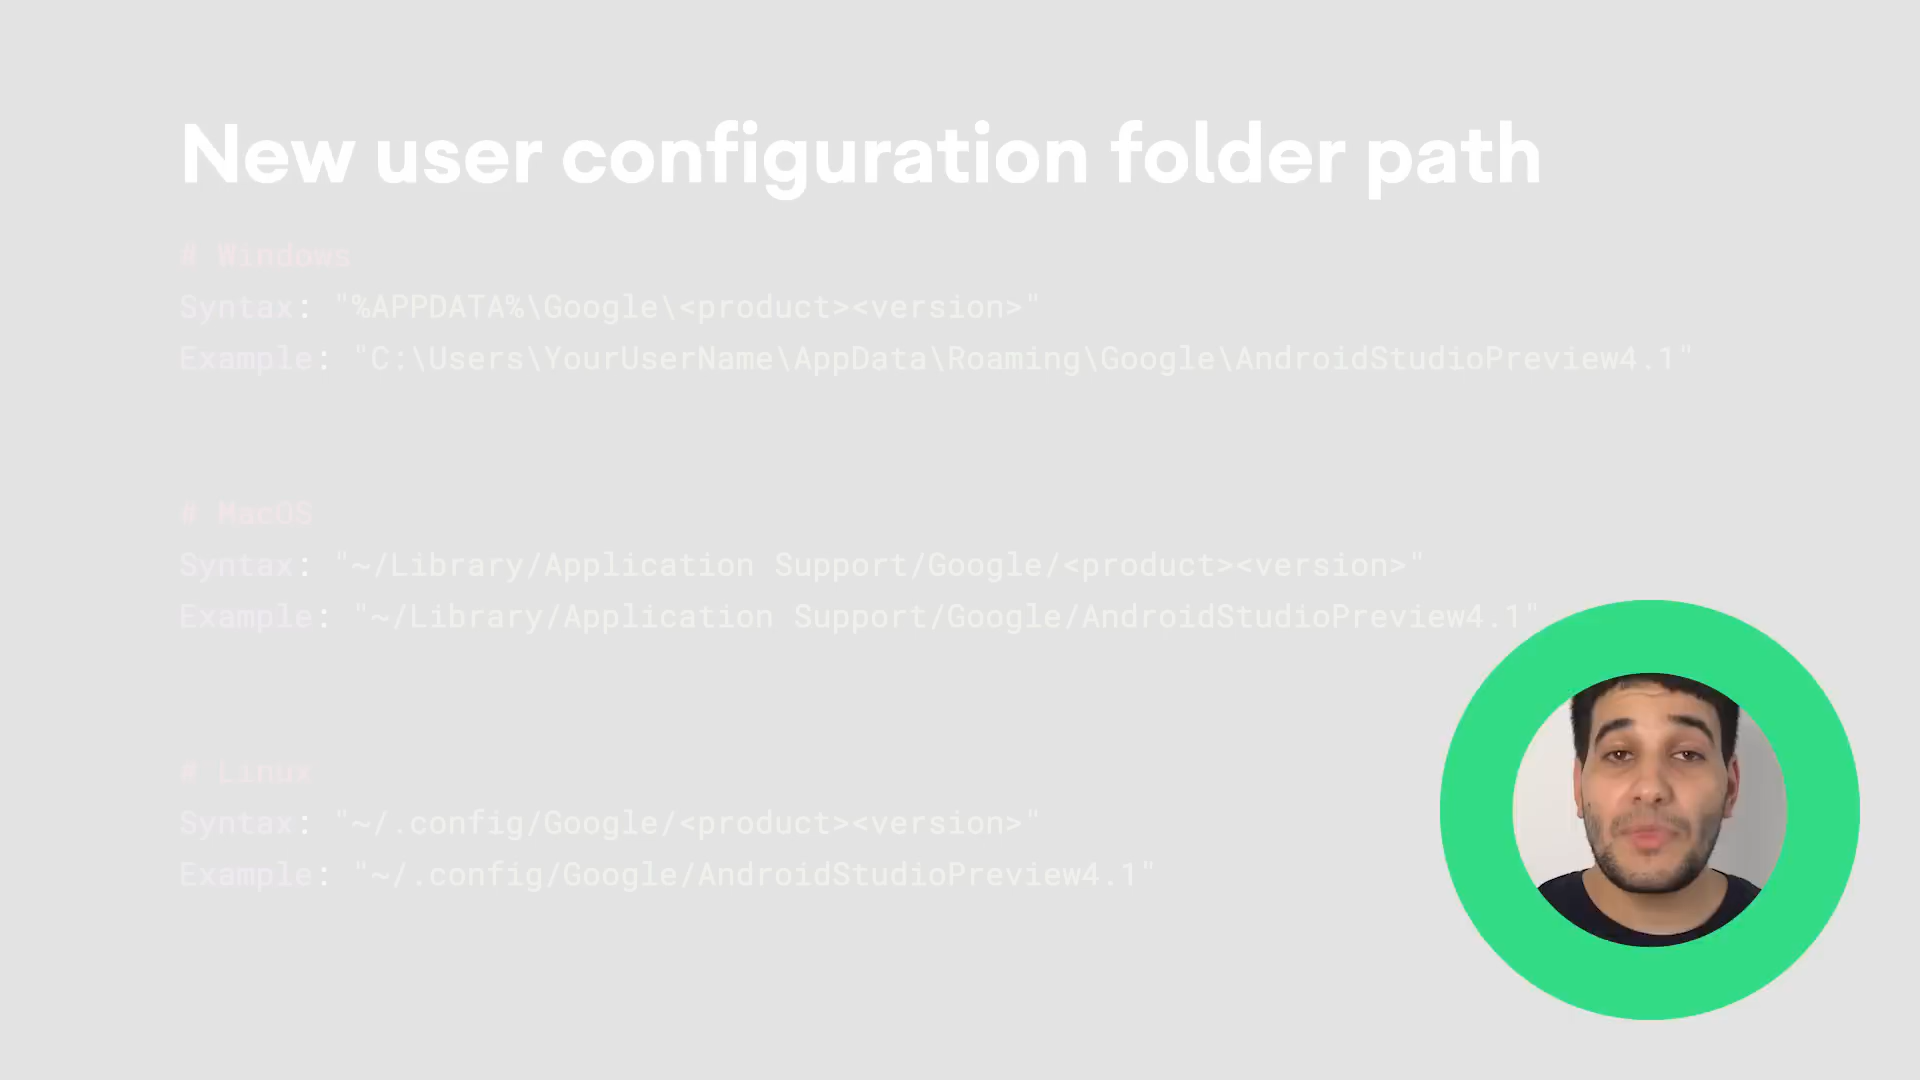 New user configuration folder path
# Windows
Syntax: "%APPDATA%\Google\<product><version>"
Example: "C:\Users\YourUserName\AppData\Roaming\Google\AndroidStudioPreview4.1"
# MacOS
Syntax: "~/Library/Application Support/Google/<product><version>"
Example: "~/Library/Application Support/Google/AndroidStudioPreview4.1"
# Linux
Syntax: "~/.config/Google/<product><version>"
Example: "~/.config/Google/AndroidStudioPreview4.1"